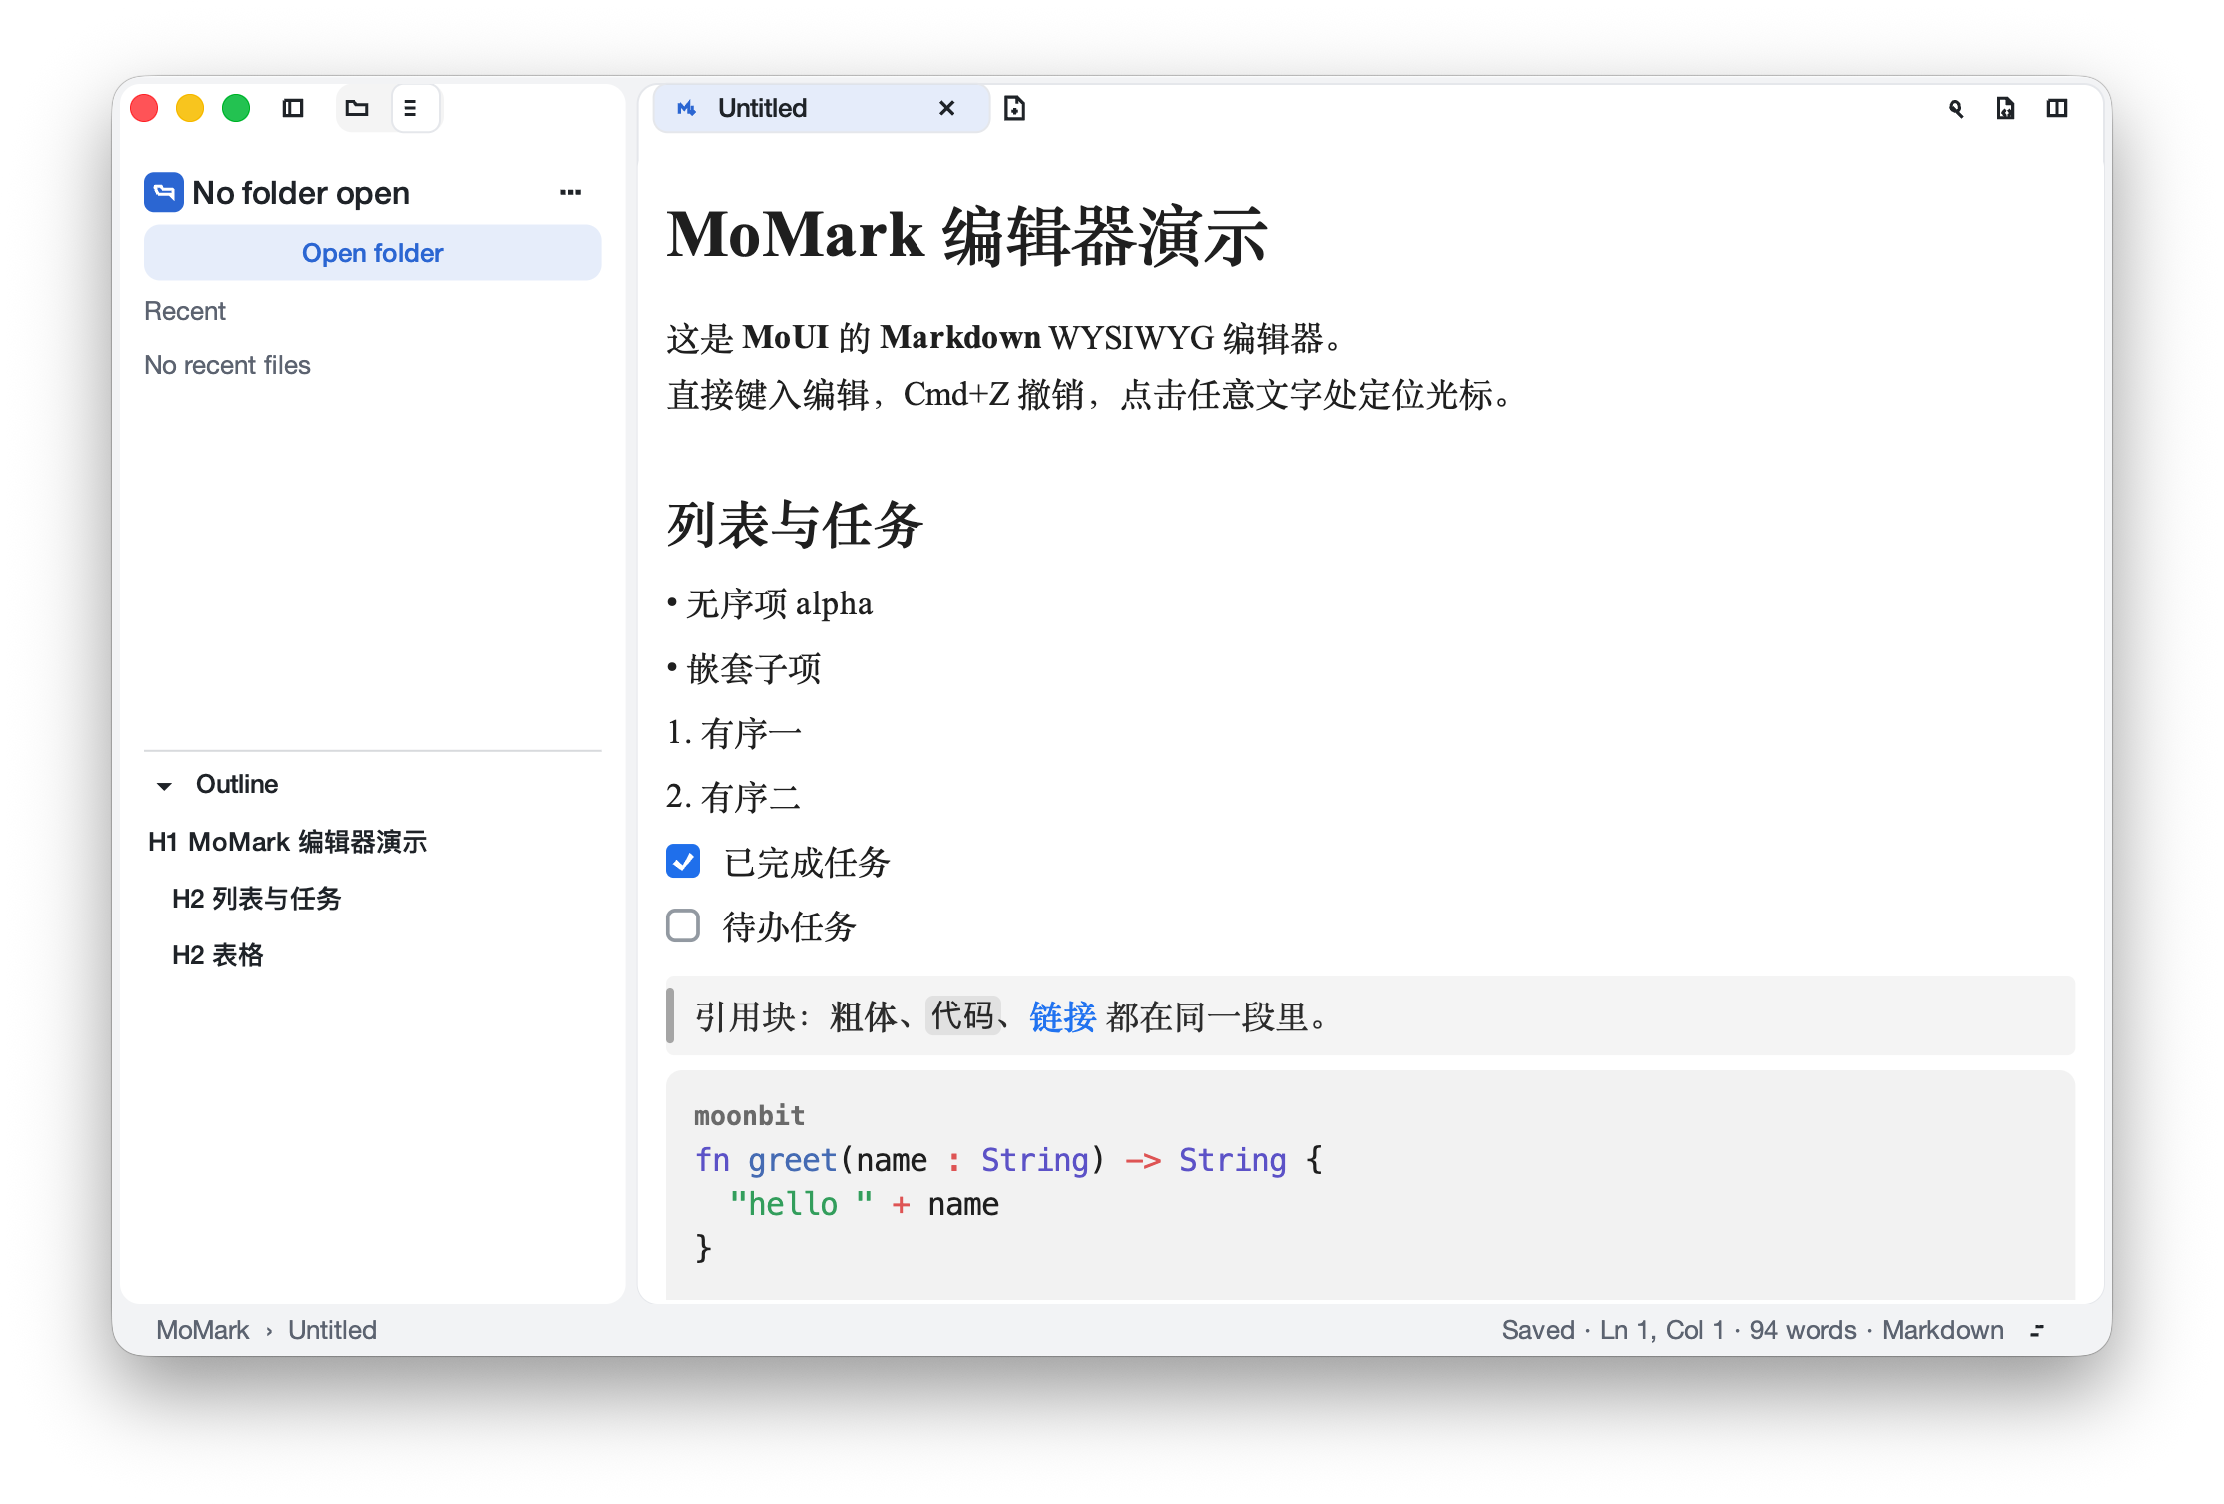 Untitled
No folder open
Open folder
Recent
No recent files
Outline
H1 MoMark 编辑器演示
H2 列表与任务
H2 表格
MoMark 编辑器演示
这是 MoUI 的 Markdown WYSIWYG 编辑器。
直接键入编辑，Cmd+Z 撤销，点击任意文字处定位光标。
列表与任务
• 无序项 alpha
• 嵌套子项
1. 有序一
2. 有序二
已完成任务
待办任务
引用块：粗体、代码、链接 都在同一段里。
moonbit
fn greet(name : String) -> String {
  "hello " + name
}
MoMark › Untitled
Saved · Ln 1, Col 1 · 94 words · Markdown